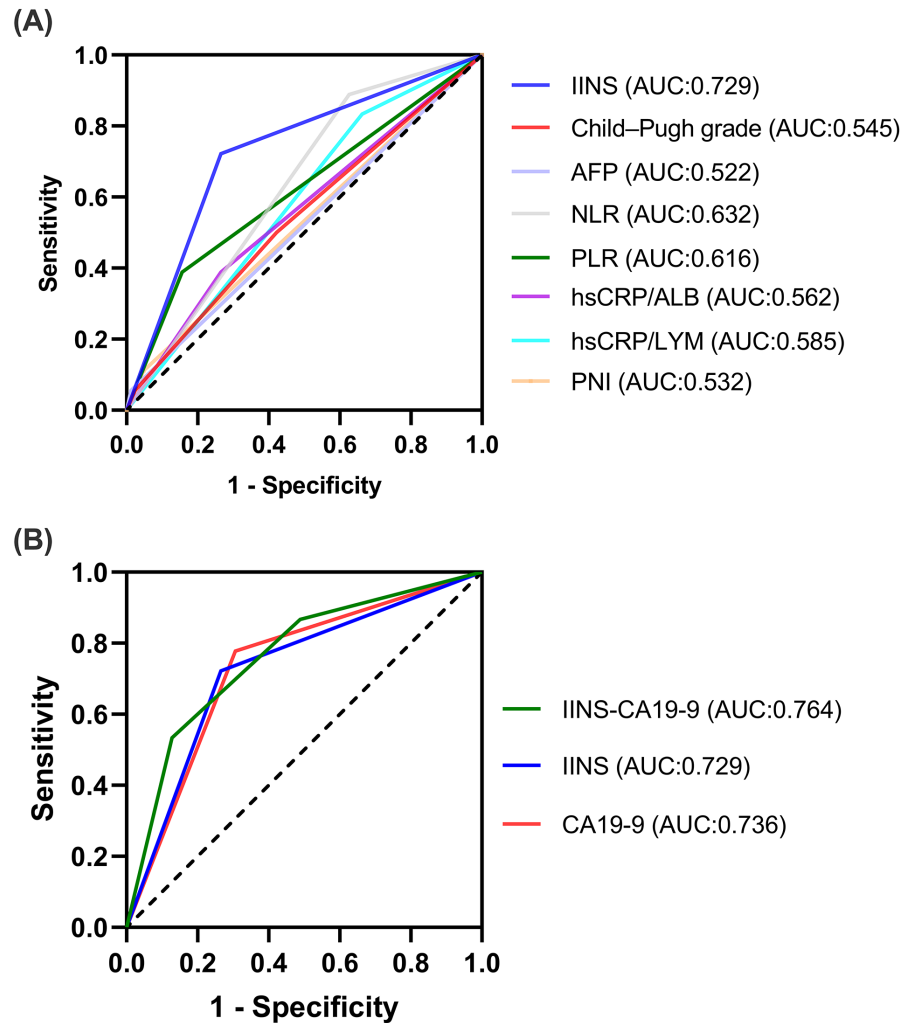 (A)
1.0
0.8
0.6
0.4
0.2
0.0
Sensitivity
0.0 0.2 0.4 0.6 0.8 1.0
1 - Specificity
IINS (AUC:0.729)
Child–Pugh grade (AUC:0.545)
AFP (AUC:0.522)
NLR (AUC:0.632)
PLR (AUC:0.616)
hsCRP/ALB (AUC:0.562)
hsCRP/LYM (AUC:0.585)
PNI (AUC:0.532)
(B)
1.0
0.8
0.6
0.4
0.2
0.0
Sensitivity
0.0 0.2 0.4 0.6 0.8 1.0
1 - Specificity
IINS-CA19-9 (AUC:0.764)
IINS (AUC:0.729)
CA19-9 (AUC:0.736)